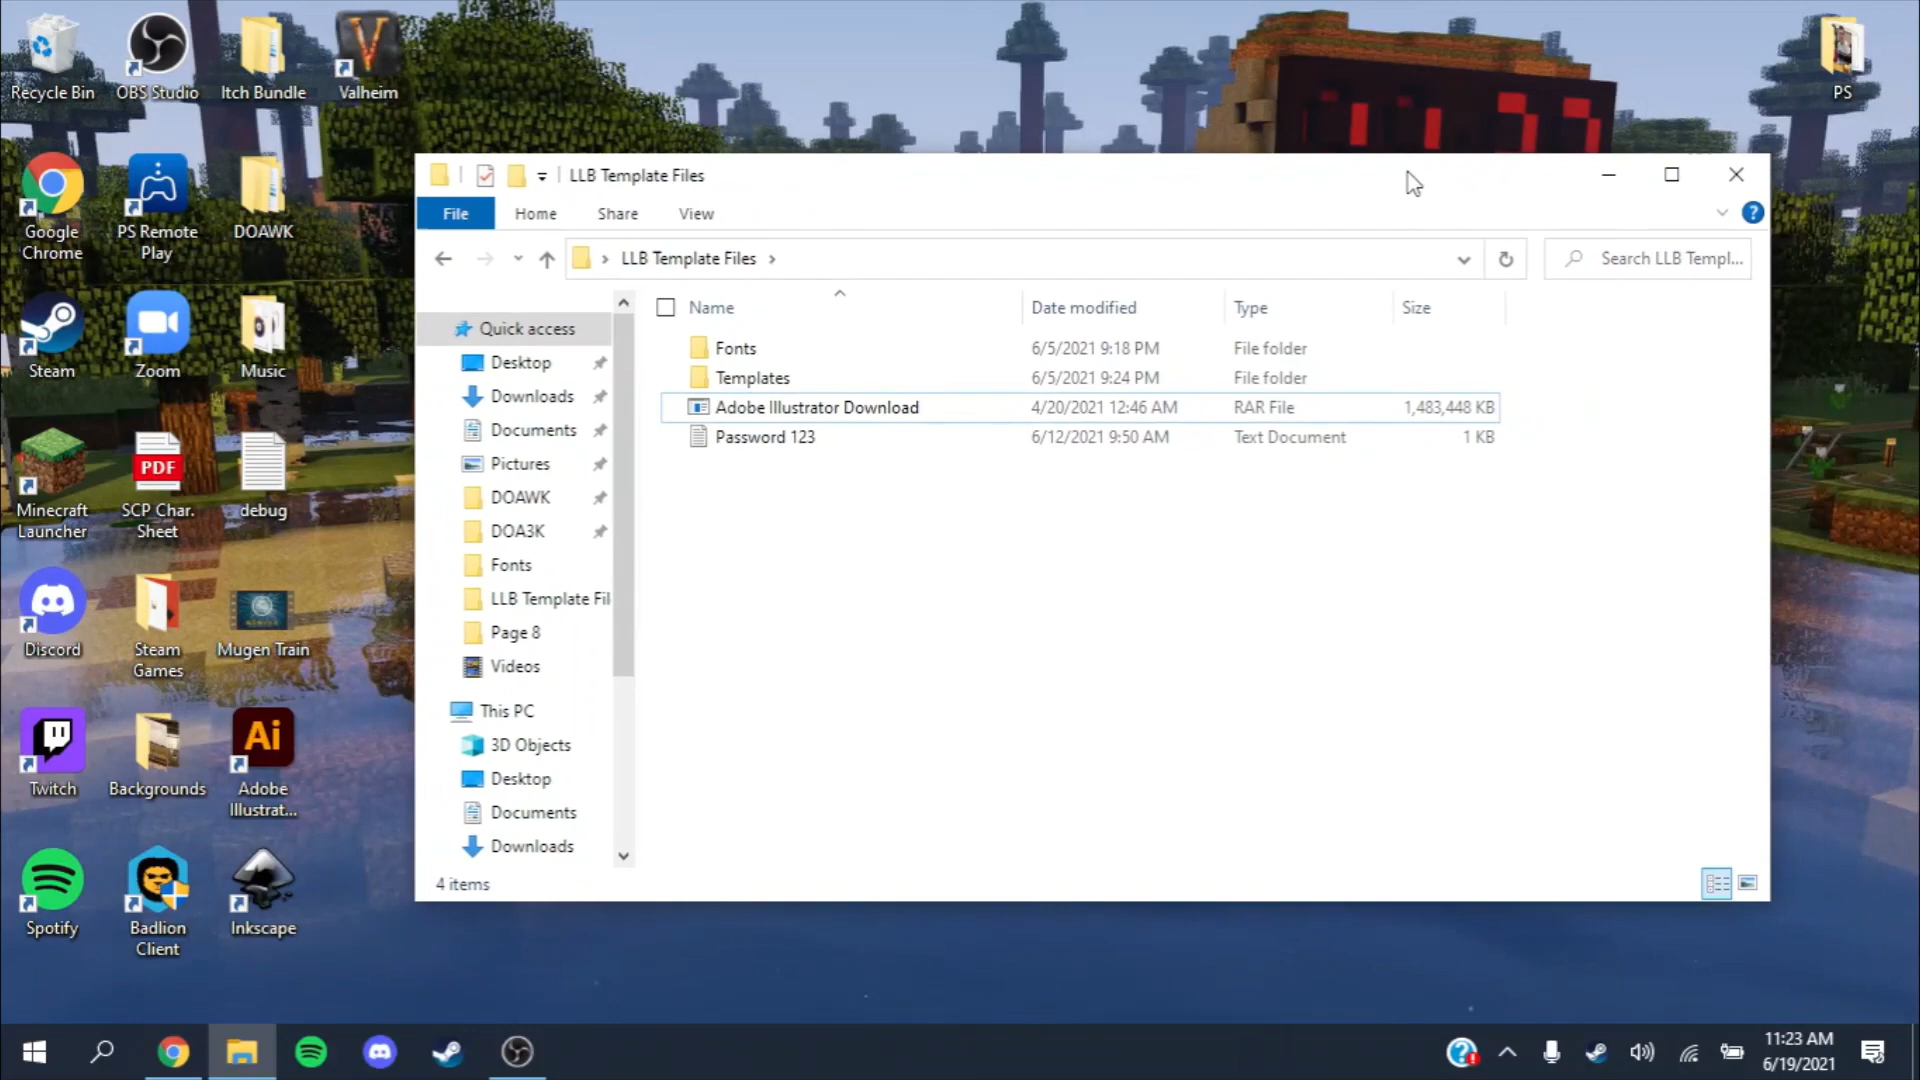 Recycle Bin
OBS Studio
Itch Bundle
Valheim
PS
Google
Chrome
PS Remote
Play
DOAWK
Steam
Zoom
Music
Minecraft
Launcher
PDF
SCP Char.
Sheet
debug
Discord
Steam
Games
Mugen Train
Twitch
Backgrounds
Ai
Adobe
Illustrat...
Spotify
Badlion
Client
Inkscape
LLB Template Files
File Home Share View
LLB Template Files
Search LLB Templ...
Name Date modified Type Size
Fonts 6/5/2021 9:18 PM File folder
Templates 6/5/2021 9:24 PM File folder
Adobe Illustrator Download 4/20/2021 12:46 AM RAR File 1,483,448 KB
Password 123 6/12/2021 9:50 AM Text Document 1 KB
Quick access
Desktop
Downloads
Documents
Pictures
DOAWK
DOA3K
Fonts
LLB Template Fil
Page 8
Videos
This PC
3D Objects
Desktop
Documents
Downloads
4 items
11:23 AM
6/19/2021